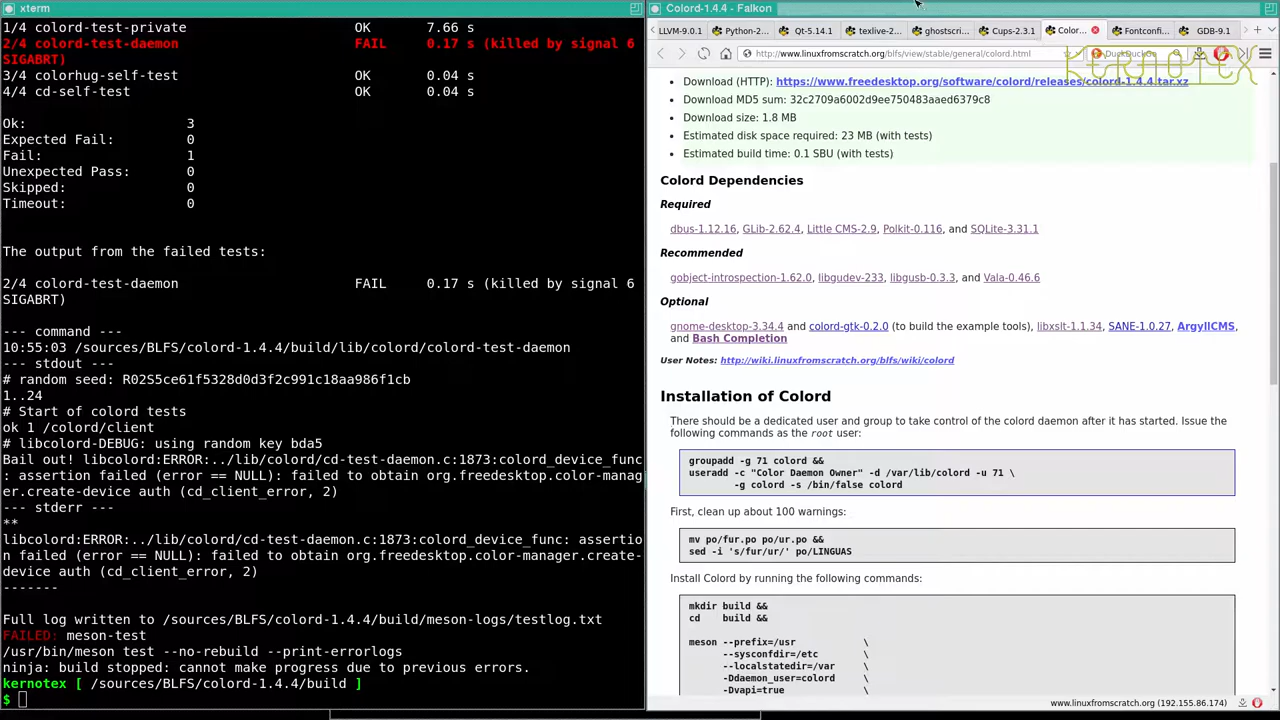 xterm
1/4 colord-test-private OK 7.66 s
2/4 colord-test-daemon FAIL 0.17 s (killed by signal 6
SIGABRT)
3/4 colorhug-self-test OK 0.04 s
4/4 cd-self-test OK 0.04 s
Ok: 3
Expected Fail: 0
Fail: 1
Unexpected Pass: 0
Skipped: 0
Timeout: 0
The output from the failed tests:
2/4 colord-test-daemon FAIL 0.17 s (killed by signal 6
SIGABRT)
--- command ---
10:55:03 /sources/BLFS/colord-1.4.4/build/lib/colord/colord-test-daemon
--- stdout ---
# random seed: R02S5ce61f5328d0d3f2c991c18aa986f1cb
1..24
# Start of colord tests
ok 1 /colord/client
# libcolord-DEBUG: using random key bda5
Bail out! libcolord:ERROR:../lib/colord/cd-test-daemon.c:1873:colord_device_func
: assertion failed (error == NULL): failed to obtain org.freedesktop.color-manag
er.create-device auth (cd_client_error, 2)
--- stderr ---
**
libcolord:ERROR:../lib/colord/cd-test-daemon.c:1873:colord_device_func: assertio
n failed (error == NULL): failed to obtain org.freedesktop.color-manager.create-
device auth (cd_client_error, 2)
-------
Full log written to /sources/BLFS/colord-1.4.4/build/meson-logs/testlog.txt
FAILED: meson-test
/usr/bin/meson test --no-rebuild --print-errorlogs
ninja: build stopped: cannot make progress due to previous errors.
kernotex [ /sources/BLFS/colord-1.4.4/build ]
$
Colord-1.4.4 - Falkon
LLVM-9.0.1 Python-2... Qt-5.14.1 texlive-2... ghostscri... Cups-2.3.1 Color... Fontconfi... GDB-9.1
http://www.linuxfromscratch.org/blfs/view/stable/general/colord.html DuckDuckGo
KERNOTEX
Download (HTTP): https://www.freedesktop.org/software/colord/releases/colord-1.4.4.tar.xz
Download MD5 sum: 32c2709a6002d9ee750483aaed6379c8
Download size: 1.8 MB
Estimated disk space required: 23 MB (with tests)
Estimated build time: 0.1 SBU (with tests)
Colord Dependencies
Required
dbus-1.12.16, GLib-2.62.4, Little CMS-2.9, Polkit-0.116, and SQLite-3.31.1
Recommended
gobject-introspection-1.62.0, libgudev-233, libgusb-0.3.3, and Vala-0.46.6
Optional
gnome-desktop-3.34.4 and colord-gtk-0.2.0 (to build the example tools), libxslt-1.1.34, SANE-1.0.27, ArgyllCMS,
and Bash Completion
User Notes: http://wiki.linuxfromscratch.org/blfs/wiki/colord
Installation of Colord
There should be a dedicated user and group to take control of the colord daemon after it has started. Issue the
following commands as the root user:
groupadd -g 71 colord &&
useradd -c "Color Daemon Owner" -d /var/lib/colord -u 71 \
-g colord -s /bin/false colord
First, clean up about 100 warnings:
mv po/fur.po po/ur.po &&
sed -i 's/fur/ur/' po/LINGUAS
Install Colord by running the following commands:
mkdir build &&
cd build &&
meson --prefix=/usr \
--sysconfdir=/etc \
--localstatedir=/var \
-Ddaemon_user=colord \
-Dvapi=true \
www.linuxfromscratch.org (192.155.86.174)